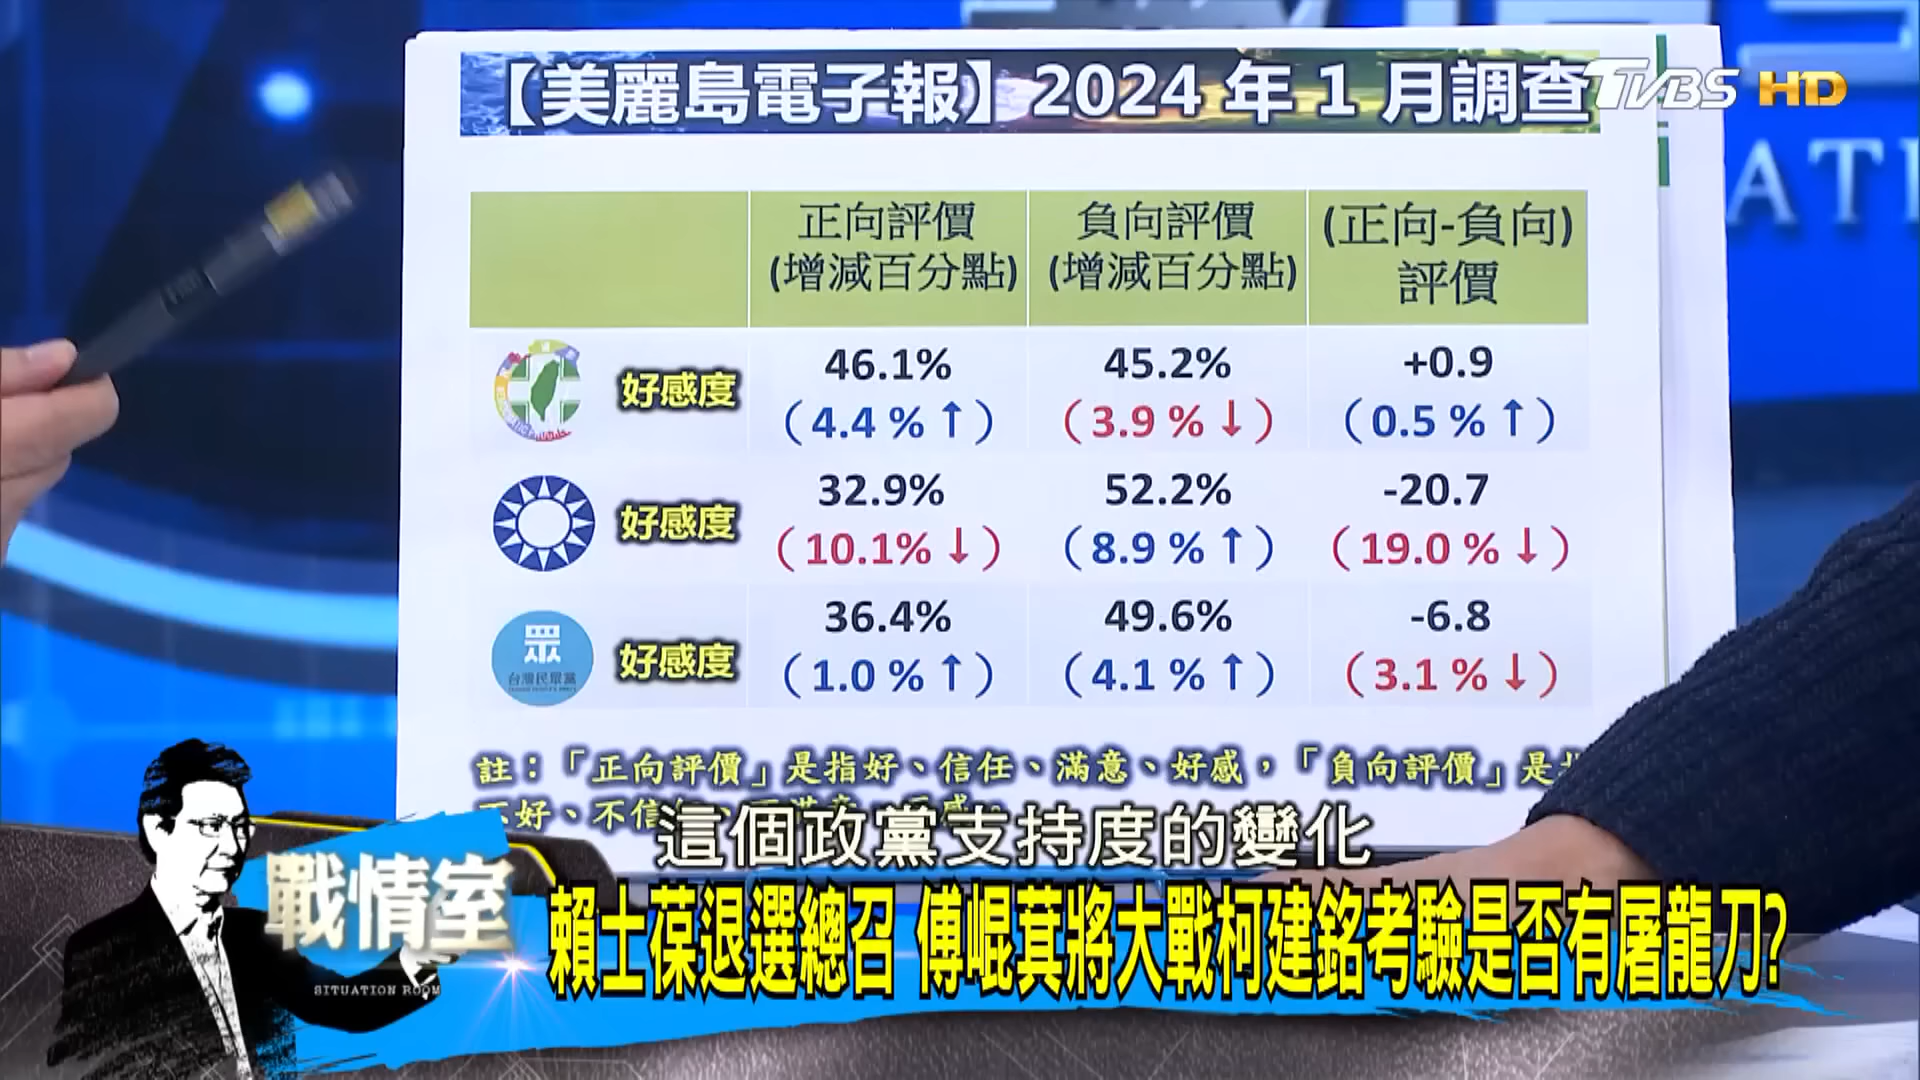 【美麗島電子報】2024 年 1 月調查
TVBS HD
正向評價
(增減百分點)
負向評價
(增減百分點)
(正向-負向)
評價
好感度
46.1%
(4.4 % ↑)
45.2%
(3.9 % ↓)
+0.9
(0.5 % ↑)
好感度
32.9%
(10.1% ↓)
52.2%
(8.9 % ↑)
-20.7
(19.0 % ↓)
眾
台灣民眾黨
好感度
36.4%
(1.0 % ↑)
49.6%
(4.1 % ↑)
-6.8
(3.1 % ↓)
註：「正向評價」是指好、信任、滿意、好感，「負向評價」是
好、不信
這個政黨支持度的變化
戰情室
SITUATION ROOM
賴士葆退選總召 傅崐萁將大戰柯建銘考驗是否有屠龍刀?